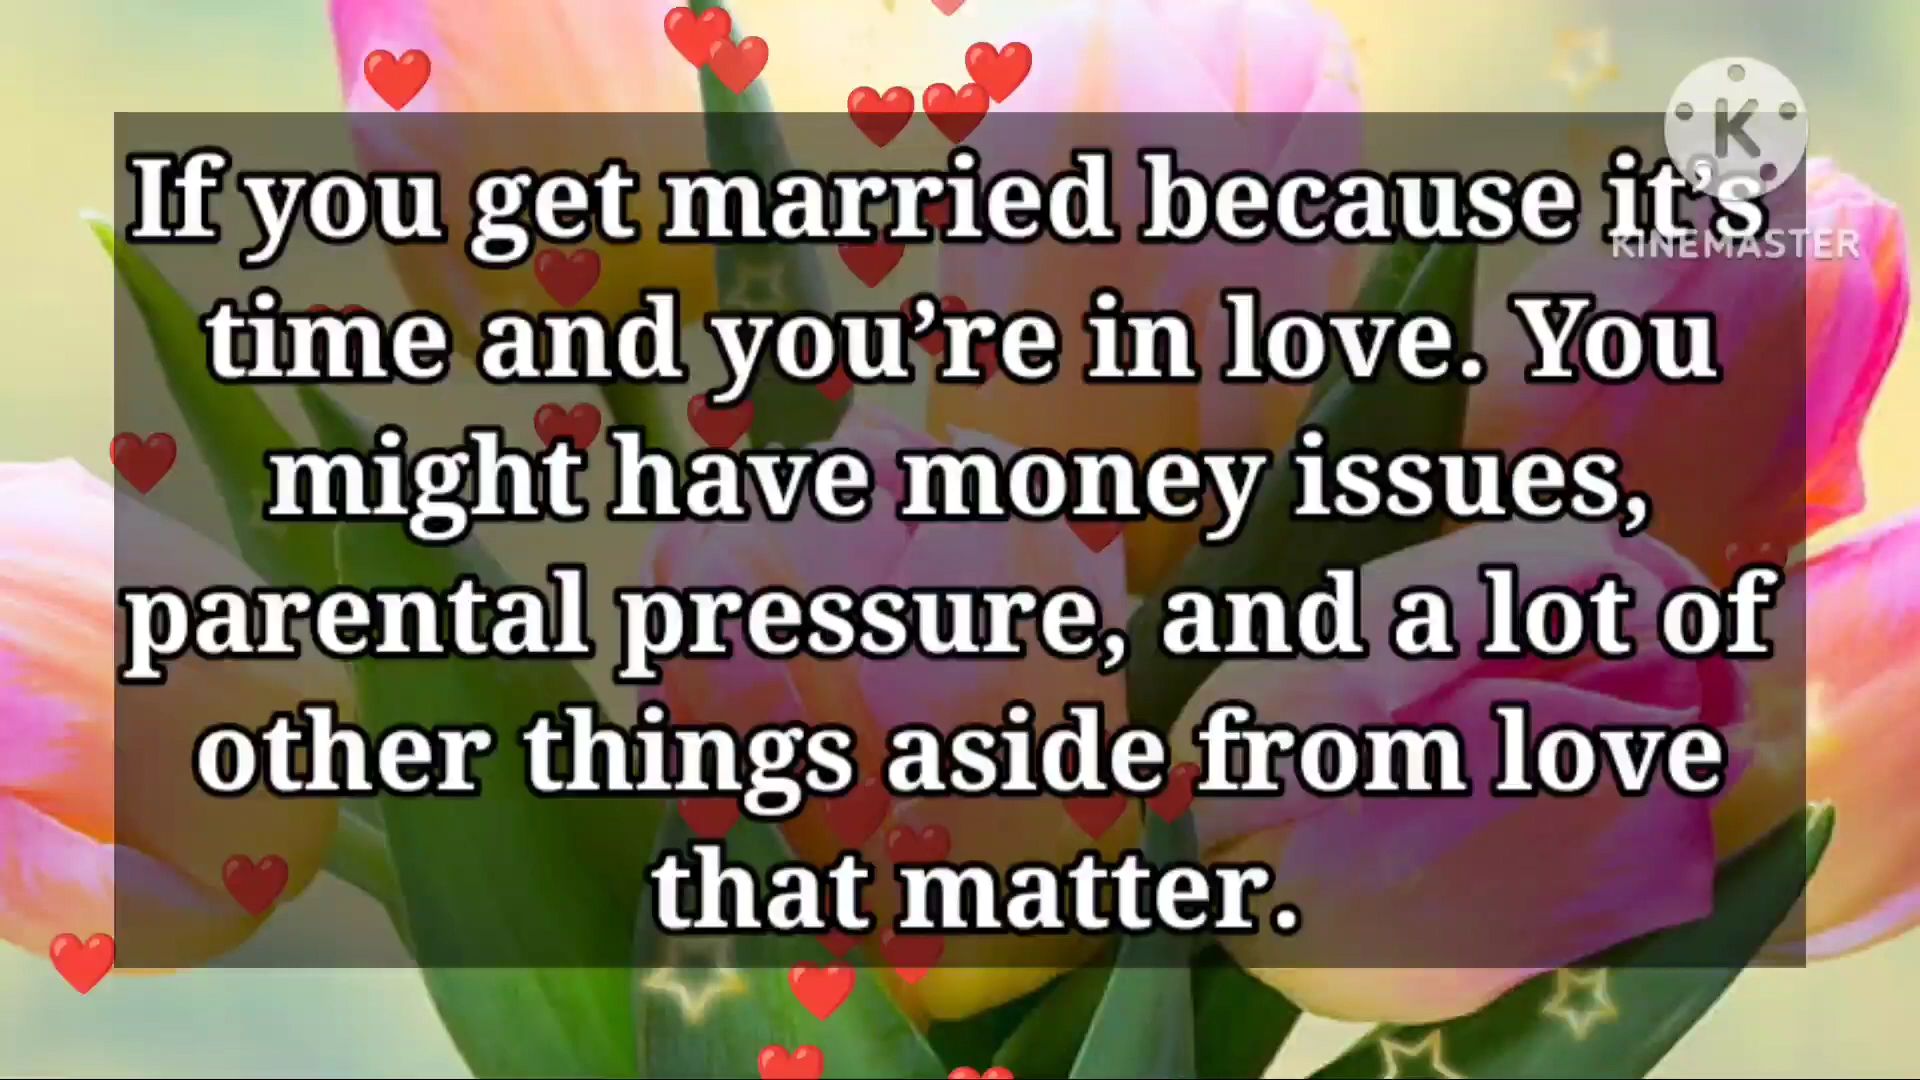 If you get married because it’s
time and you’re in love. You
might have money issues,
parental pressure, and a lot of
other things aside from love
that matter.
K
KINEMASTER